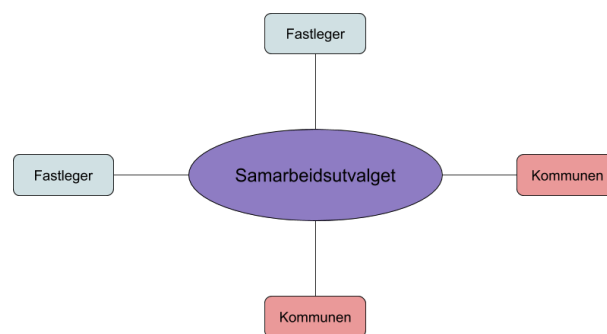 Fastleger
Fastleger
Samarbeidsutvalget
Kommunen
Kommunen